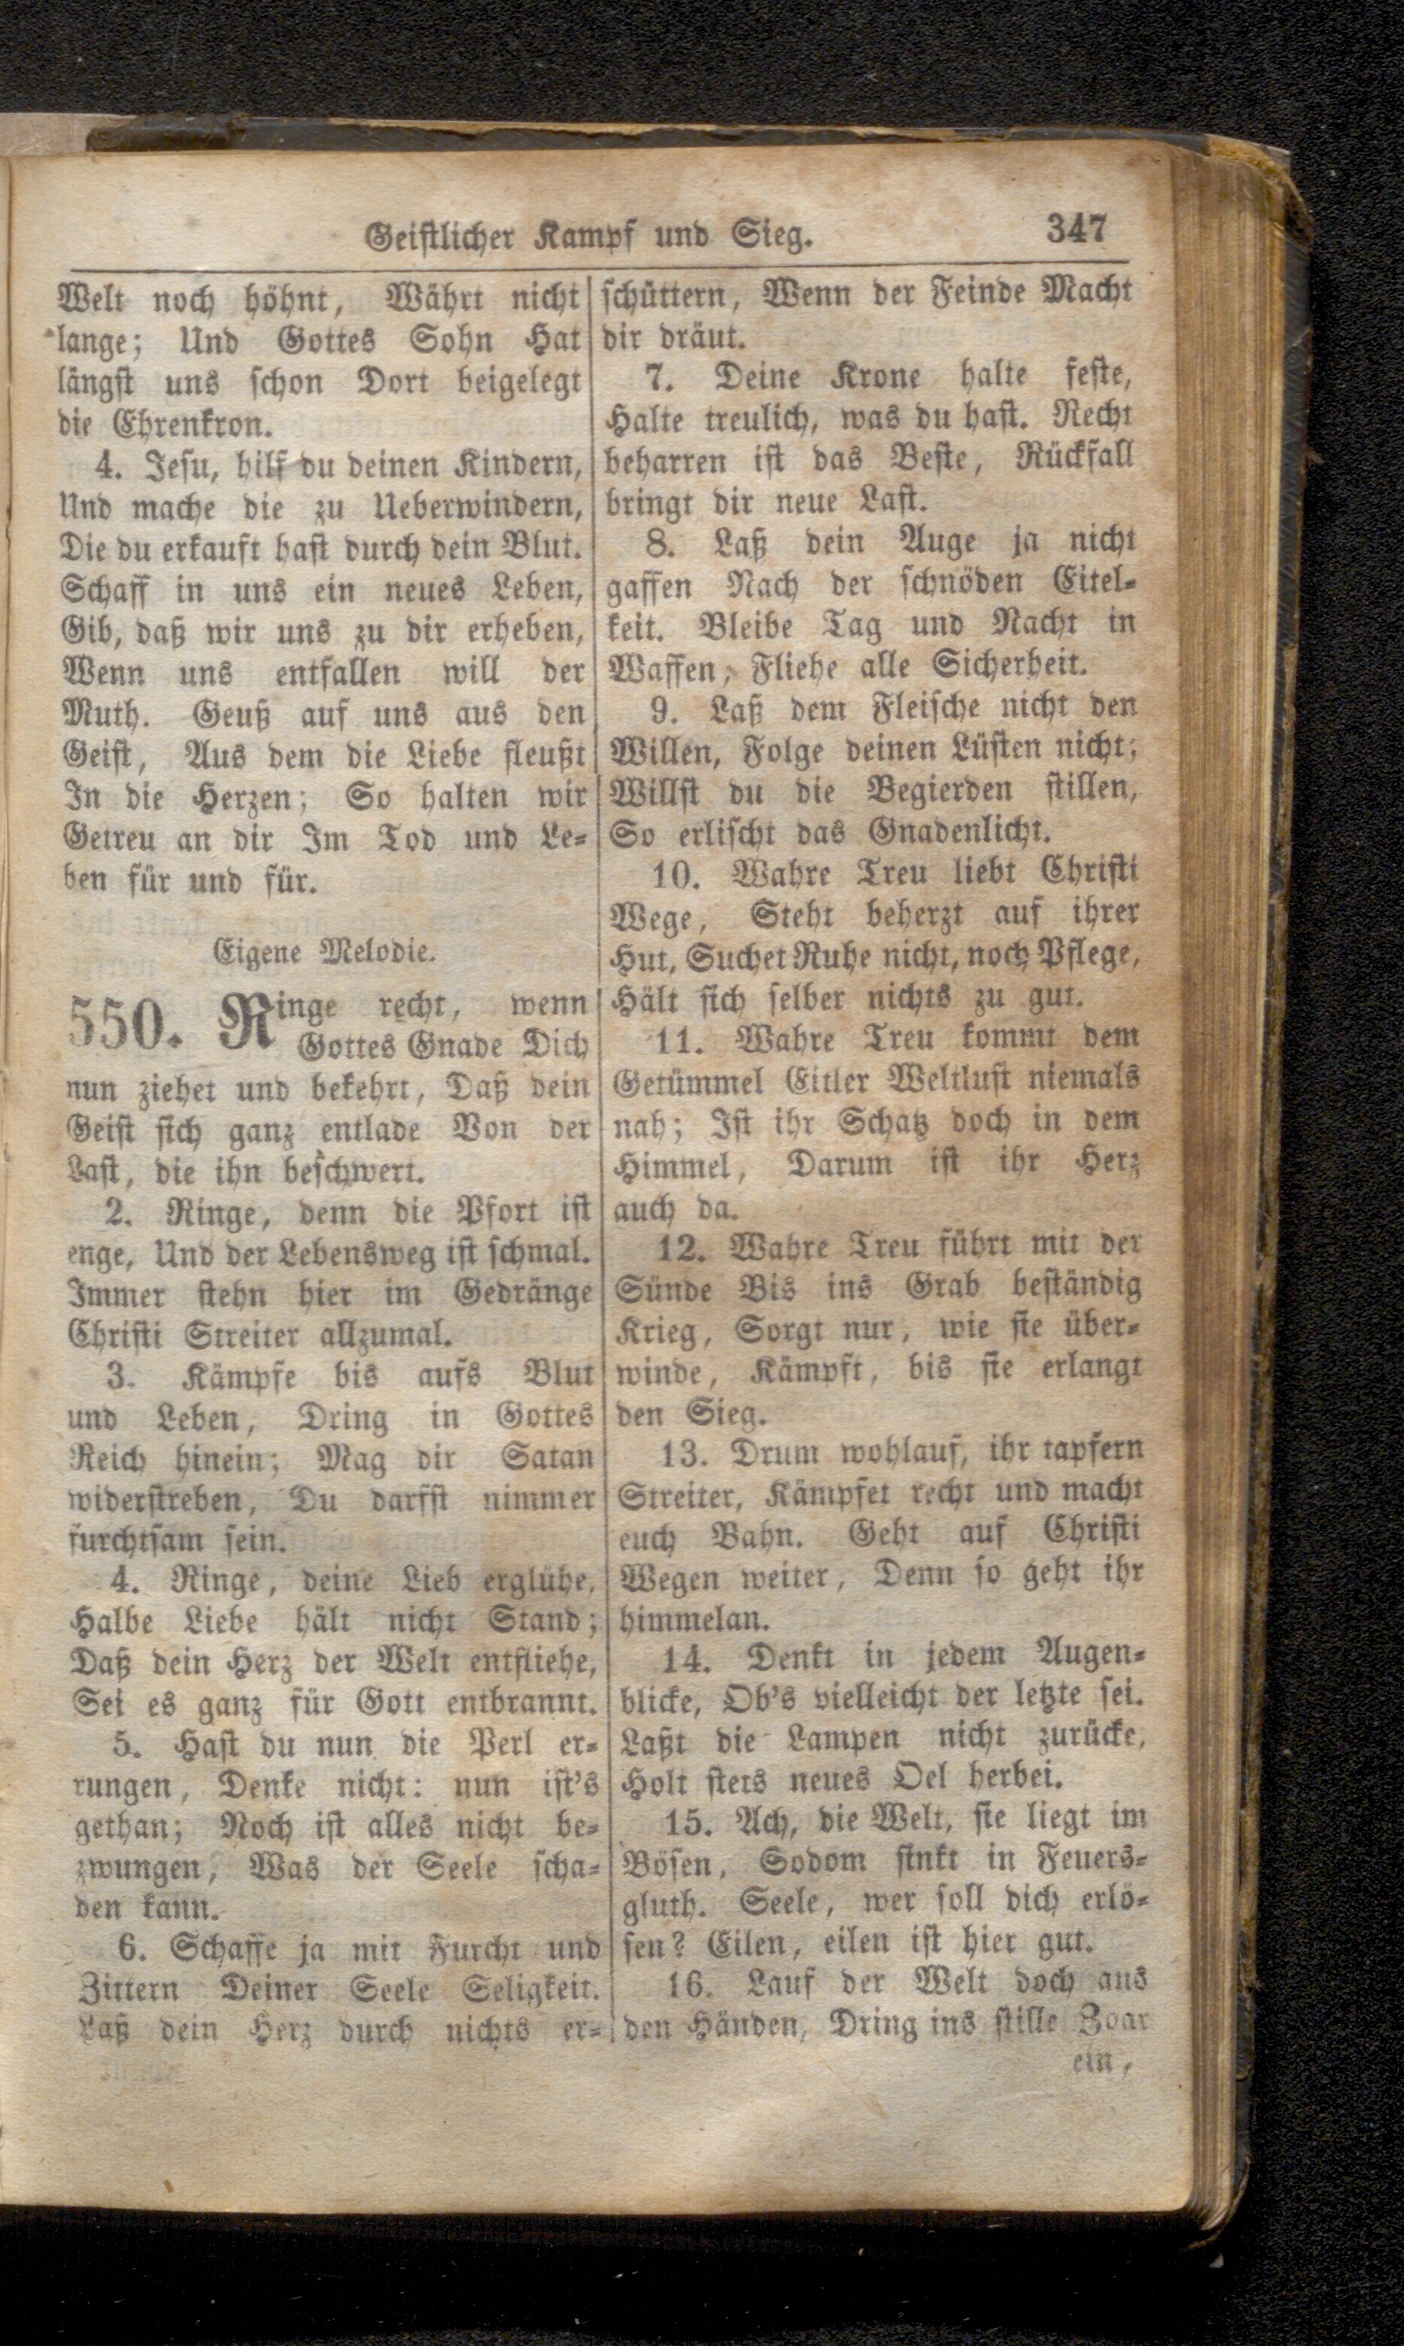 Geistlicher Kampf und Sieg. 347
Welt noch höhnt, Währt nicht
lange; Und Gottes Sohn Hat
längst uns schon Dort beigelegt
die Ehrenkron.
4. Jesu, hilf du deinen Kindern,
Und mache die zu Ueberwindern,
Die du erkauft hast durch dein Blut.
Schaff in uns ein neues Leben,
Gib, daß wir uns zu dir erheben,
Wenn uns entfallen will der
Muth. Geuß auf uns aus den
Geist, Aus dem die Liebe fleußt
In die Herzen; So halten wir
Getreu an dir Im Tod und Le-
ben für und für.
Eigene Melodie.
550. Ringe recht, wenn
Gottes Gnade Dich
nun ziehet und bekehrt, Daß dein
Geist sich ganz entlade Von der
Last, die ihn beschwert.
2. Ringe, denn die Pfort ist
enge, Und der Lebensweg ist schmal.
Immer stehn hier im Gedränge
Christi Streiter allzumal.
3. Kämpfe bis aufs Blut
und Leben, Dring in Gottes
Reich hinein; Mag dir Satan
widerstreben, Du darfst nimmer
furchtsam sein.
4. Ringe, deine Lieb erglühe,
Halbe Liebe hält nicht Stand;
Daß dein Herz der Welt entfliehe,
Sei es ganz für Gott entbrannt.
5. Hast du nun die Perl er-
rungen, Denke nicht: nun ist's
gethan; Noch ist alles nicht be-
zwungen, Was der Seele scha-
den kann.
6. Schaffe ja mit Furcht und
Zittern Deiner Seele Seligkeit.
Laß dein Herz durch nichts er-
schüttern, Wenn der Feinde Macht
dir dräut.
7. Deine Krone halte feste,
Halte treulich, was du hast. Recht
beharren ist das Beste, Rückfall
bringt dir neue Last.
8. Laß dein Auge ja nicht
gaffen Nach der schnöden Eitel-
keit. Bleibe Tag und Nacht in
Waffen, Fliehe alle Sicherheit.
9. Laß dem Fleische nicht den
Willen, Folge deinen Lüsten nicht;
Willst du die Begierden stillen,
So erlischt das Gnadenlicht.
10. Wahre Treu liebt Christi
Wege, Steht beherzt auf ihrer
Hut, Suchet Ruhe nicht, noch Pflege,
Hält sich selber nichts zu gut.
11. Wahre Treu kommt dem
Getümmel Eitler Weltlust niemals
nah; Ist ihr Schatz doch in dem
Himmel, Darum ist ihr Herz
auch da.
12. Wahre Treu führt mit der
Sünde Bis ins Grab beständig
Krieg, Sorgt nur, wie sie über-
winde, Kämpft, bis sie erlangt
den Sieg.
13. Drum wohlauf, ihr tapfern
Streiter, Kämpfet recht und macht
euch Bahn. Geht auf Christi
Wegen weiter, Denn so geht ihr
himmelan.
14. Denkt in jedem Augen-
blicke, Ob's vielleicht der letzte sei.
Laßt die Lampen nicht zurücke,
Holt stets neues Oel herbei.
15. Ach, die Welt, sie liegt im
Bösen, Sodom sinkt in Feuers-
gluth. Seele, wer soll dich erlö-
sen? Eilen, eilen ist hier gut.
16. Lauf der Welt doch aus
den Händen, Dring ins stille Zoar
ein,